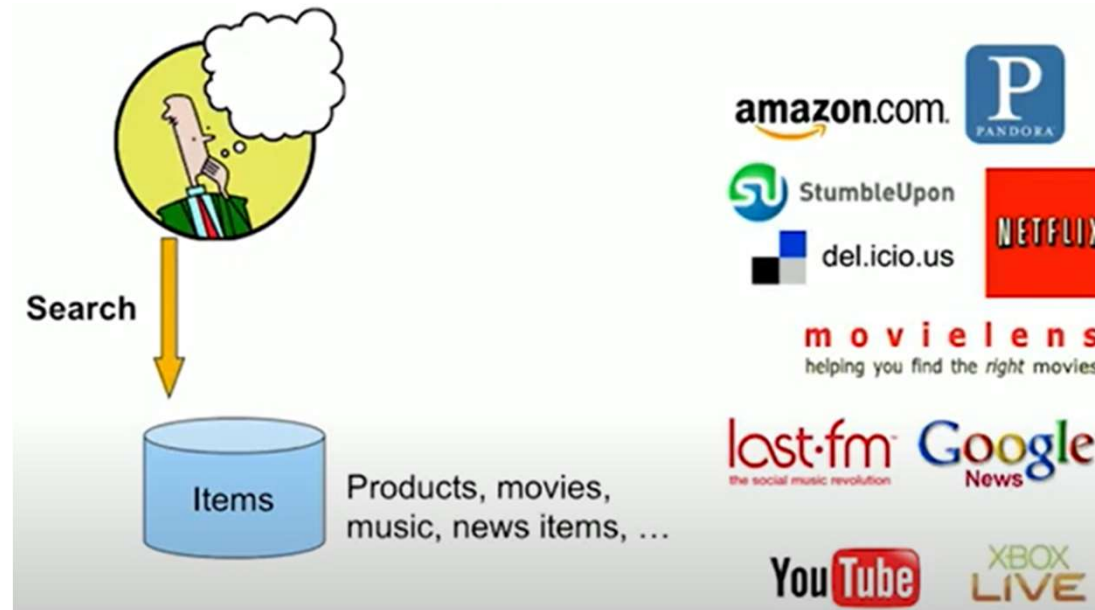 Search
Items
Products, movies,
music, news items, …
amazon.com.
P
PANDORA
StumbleUpon
del.icio.us
NETFLIX
movielens
helping you find the right movies
last·fm
the social music revolution
Google
News
YouTube
XBOX
LIVE